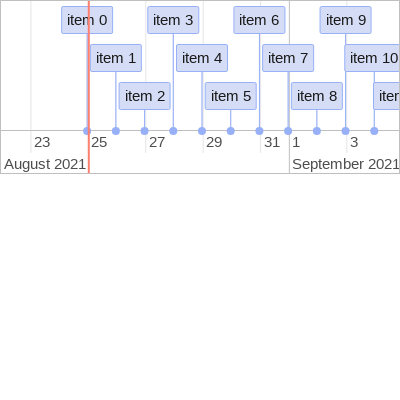 item 0 item 3 item 6 item 9
item 1 item 4 item 7 item 10
item 2 item 5 item 8
23 25 27 29 31 1 3
August 2021 September 2021